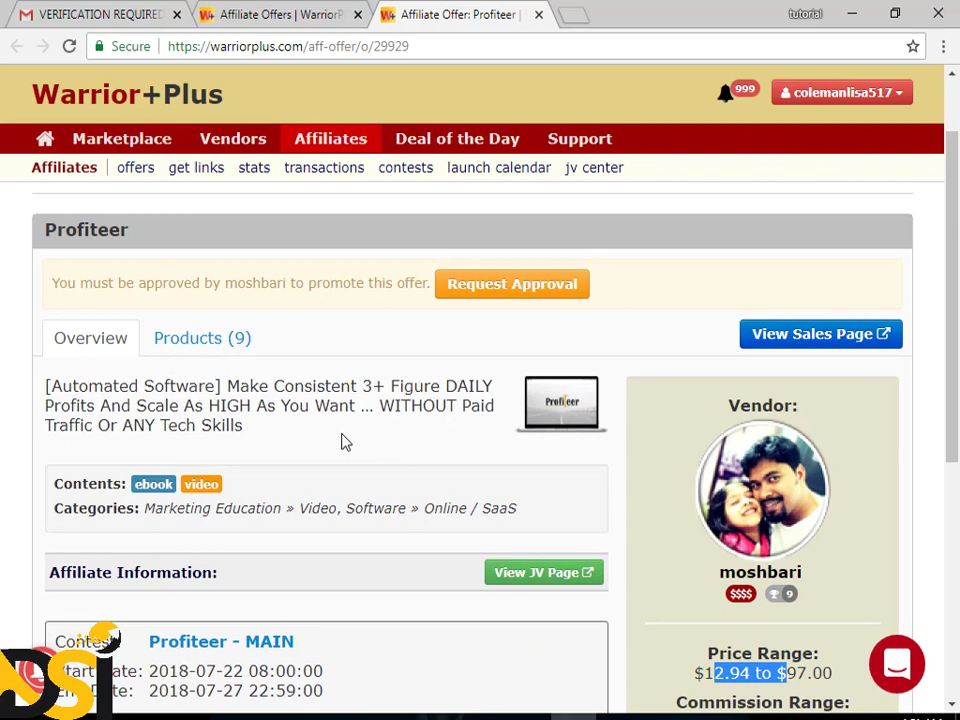 VERIFICATION REQUIRED
Affiliate Offers | WarriorP
Affiliate Offer: Profiteer |
tutorial
Secure
https://warriorplus.com/aff-offer/o/29929
Warrior+Plus
999
colemanlisa517
Marketplace
Vendors
Affiliates
Deal of the Day
Support
Affiliates
offers
get links
stats
transactions
contests
launch calendar
jv center
Profiteer
You must be approved by moshbari to promote this offer.
Request Approval
Overview
Products (9)
View Sales Page
[Automated Software] Make Consistent 3+ Figure DAILY
Profits And Scale As HIGH As You Want ... WITHOUT Paid
Traffic Or ANY Tech Skills
Profiteer
Contents: ebook video
Categories: Marketing Education » Video, Software » Online / SaaS
Affiliate Information:
View JV Page
Profiteer - MAIN
Start Date: 2018-07-22 08:00:00
Date: 2018-07-27 22:59:00
Vendor:
moshbari
$$$$
9
Price Range:
$12.94 to $97.00
Commission Range:
DSI